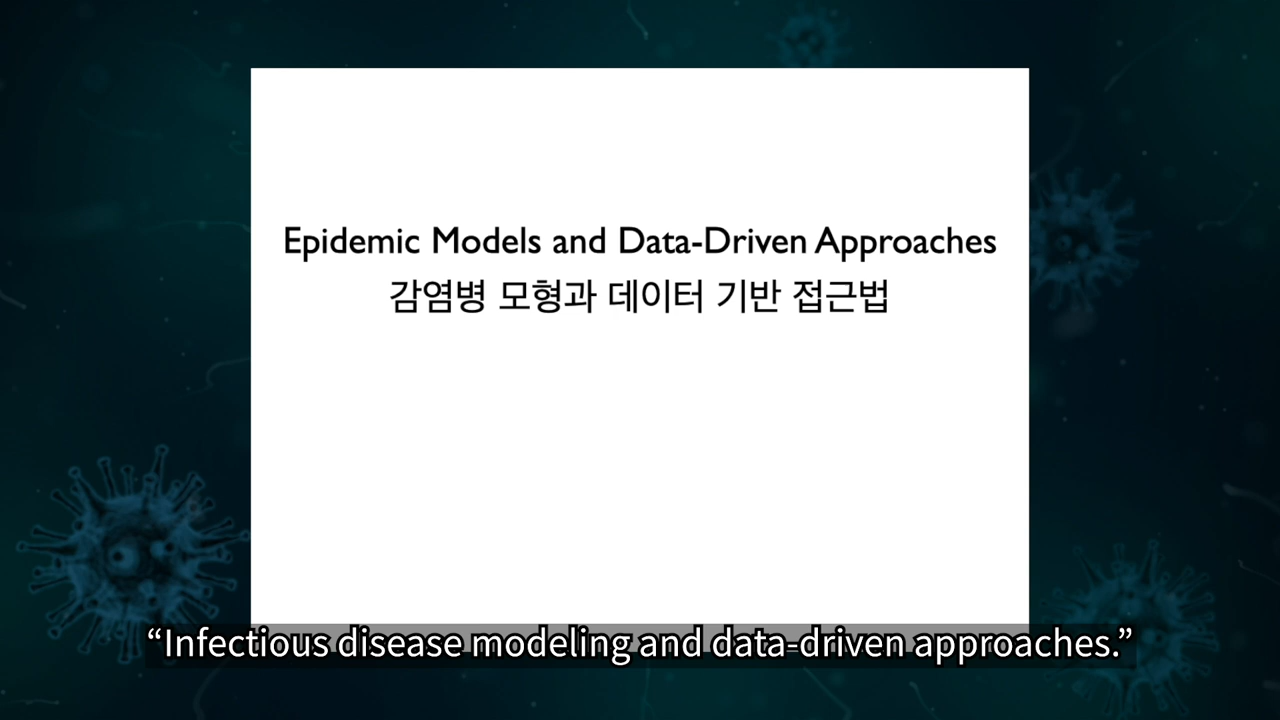 Epidemic Models and Data-Driven Approaches
감염병 모형과 데이터 기반 접근법
“Infectious disease modeling and data-driven approaches.”